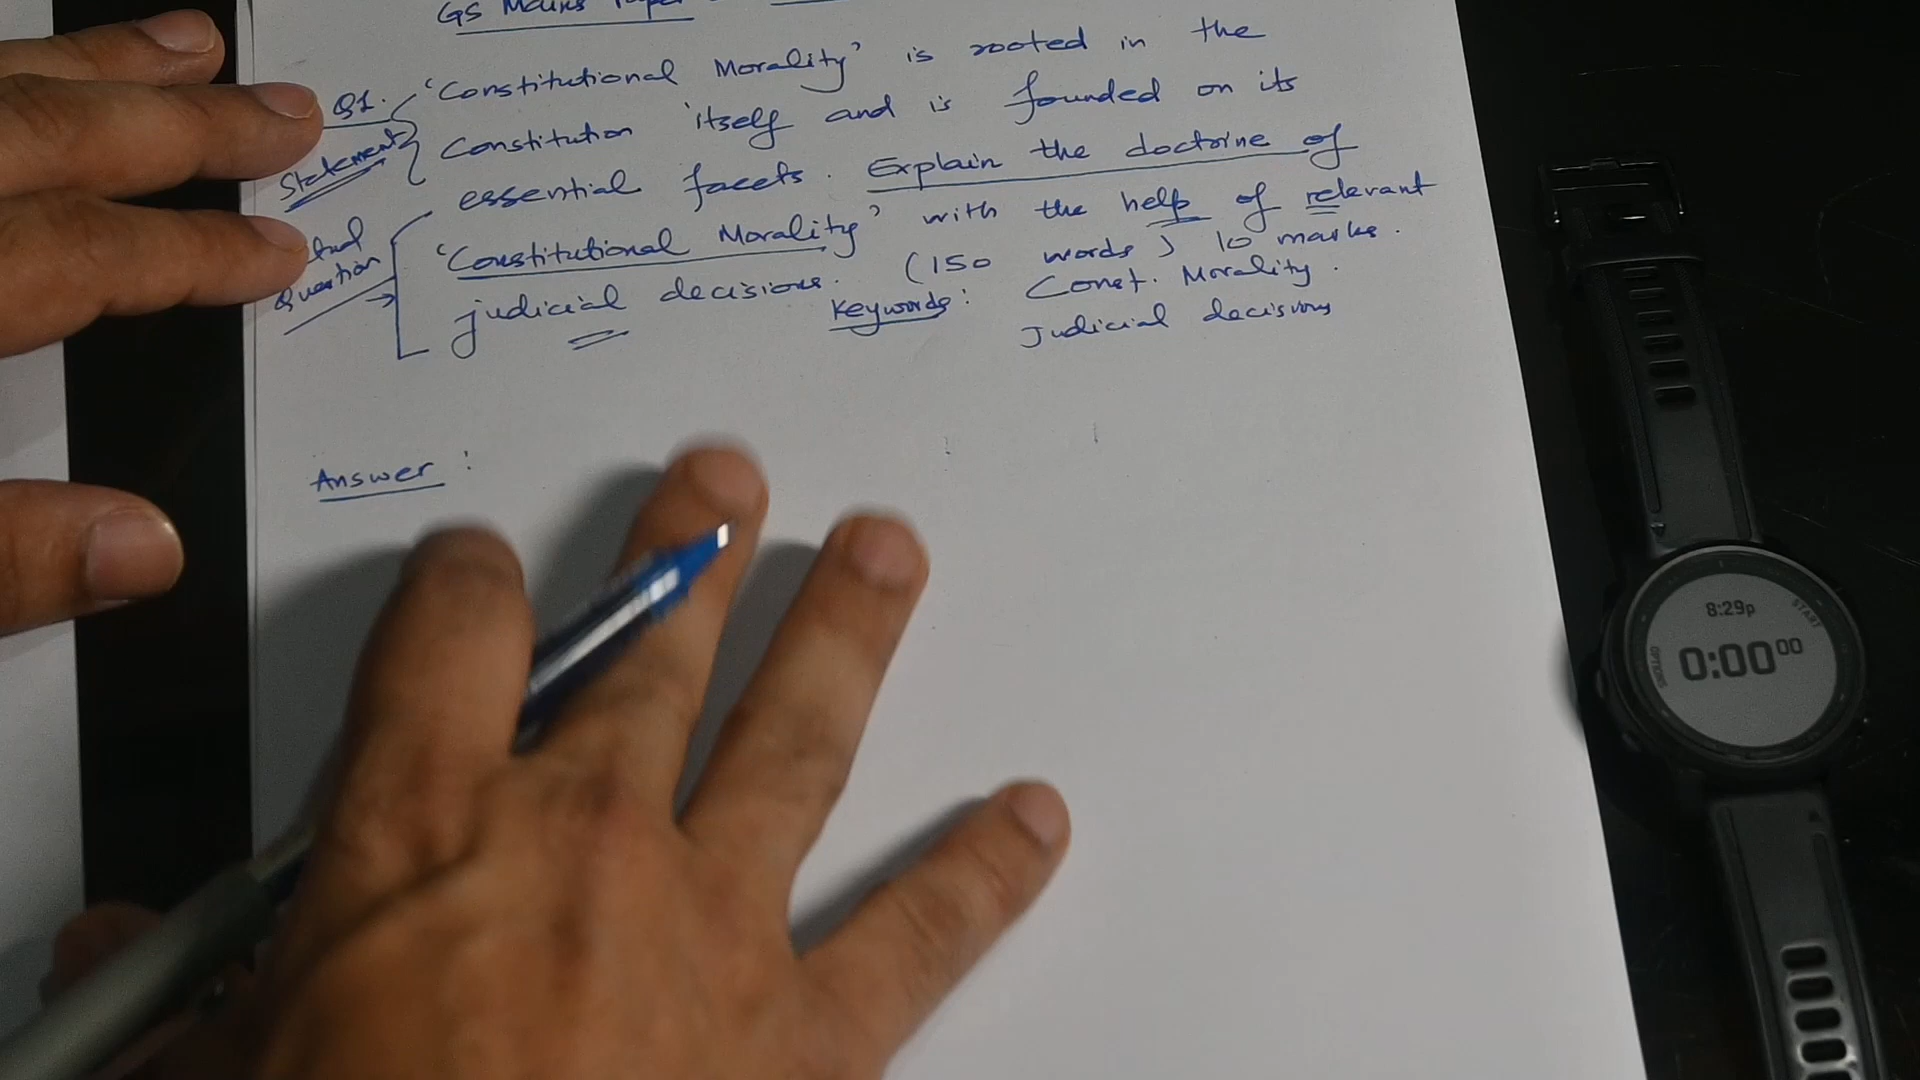 GS Mains Paper
Q1. 'Constitutional Morality' is rooted in the
Statement Constitution itself and is founded on its
essential facets. Explain the doctrine of
Question 'Constitutional Morality' with the help of relevant
judicial decisions. (150 words) 10 marks.
Keywords: Const. Morality.
Judicial decisions
Answer :
8:29p
START
0:00 00
OPTIONS